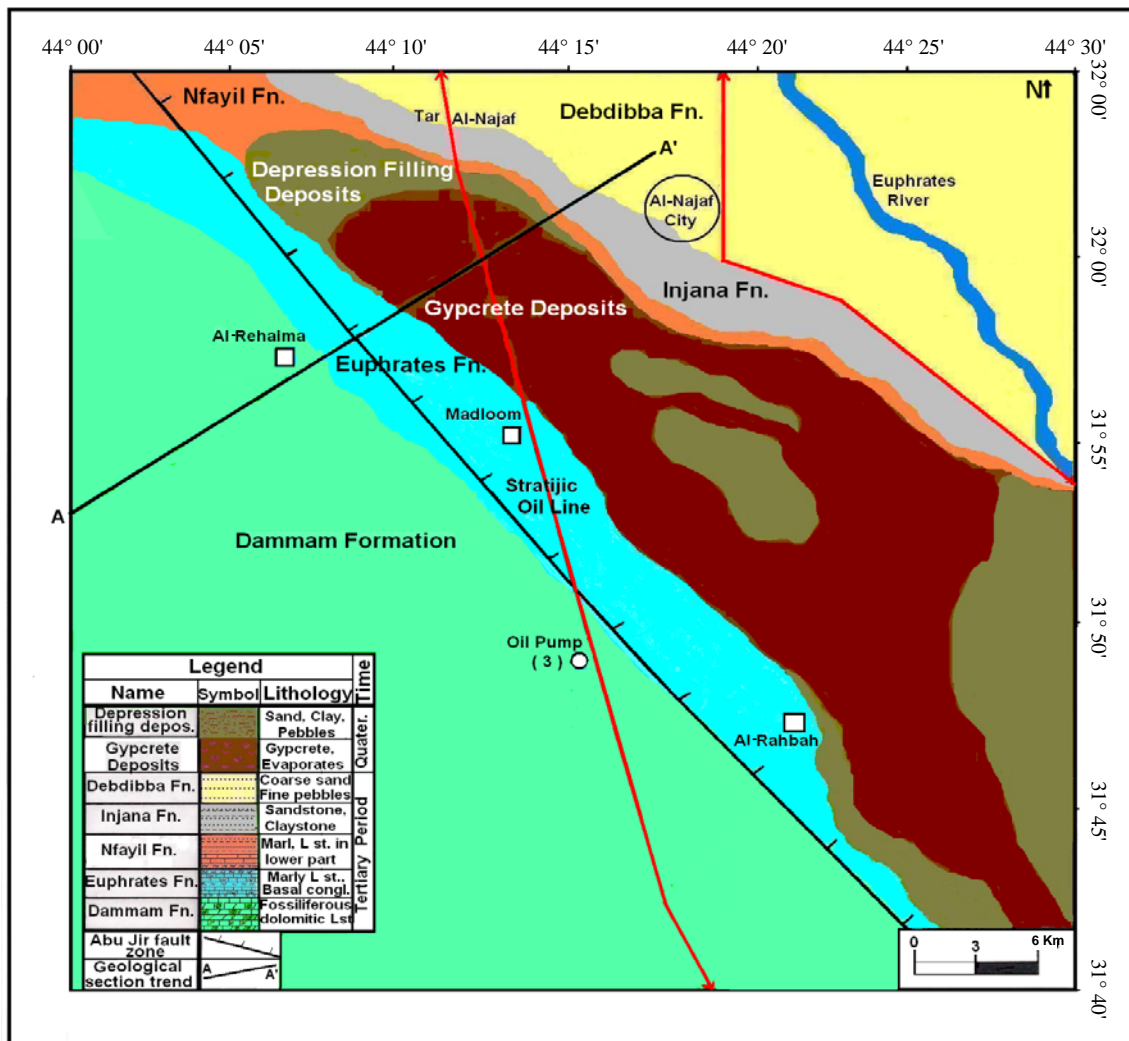 44° 00' 44° 05' 44° 10' 44° 15' 44° 20' 44° 25' 44° 30'
32° 00'
32° 00'
31° 55'
31° 50'
31° 45'
31° 40'
N
Nfayil Fn.
Tar Al-Najaf
Debdibba Fn.
A'
Depression Filling
Deposits
Al-Najaf
City
Euphrates
River
Injana Fn.
Gypcrete Deposits
Al-Rehaima
Euphrates Fn.
Madloom
Stratijic
Oil Line
A
Dammam Formation
Oil Pump
( 3 )
Al-Rahbah
Legend
Time
Name Symbol Lithology
Depression
filling depos.
Sand, Clay,
Pebbles
Quater.
Gypcrete
Deposits
Gypcrete,
Evaporates
Debdibba Fn.
Coarse sand
Fine pebbles
Tertiary Period
Injana Fn.
Sandstone,
Claystone
Nfayil Fn.
Marl, L st. in
lower part
Euphrates Fn.
Marly L st..
Basal congl.
Dammam Fn.
Fossiliferous
dolomitic Lst
Abu Jir fault
zone
Geological
section trend
A A'
0 3 6 Km